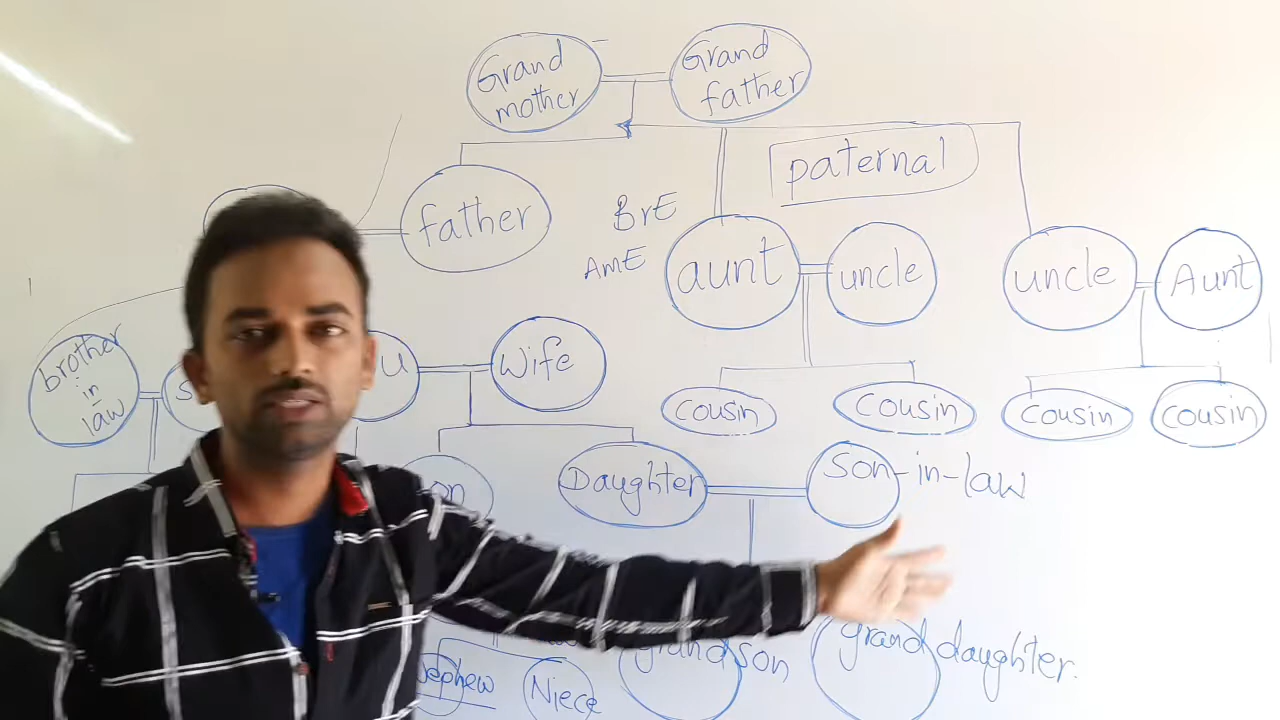 Grand
mother
Grand
father
paternal
father
BrE
AmE
aunt
uncle
uncle
Aunt
brother
in
law
U
Wife
cousin
cousin
cousin
cousin
Daughter
Son-in-law
grandson
grand daughter.
Nephew
Niece